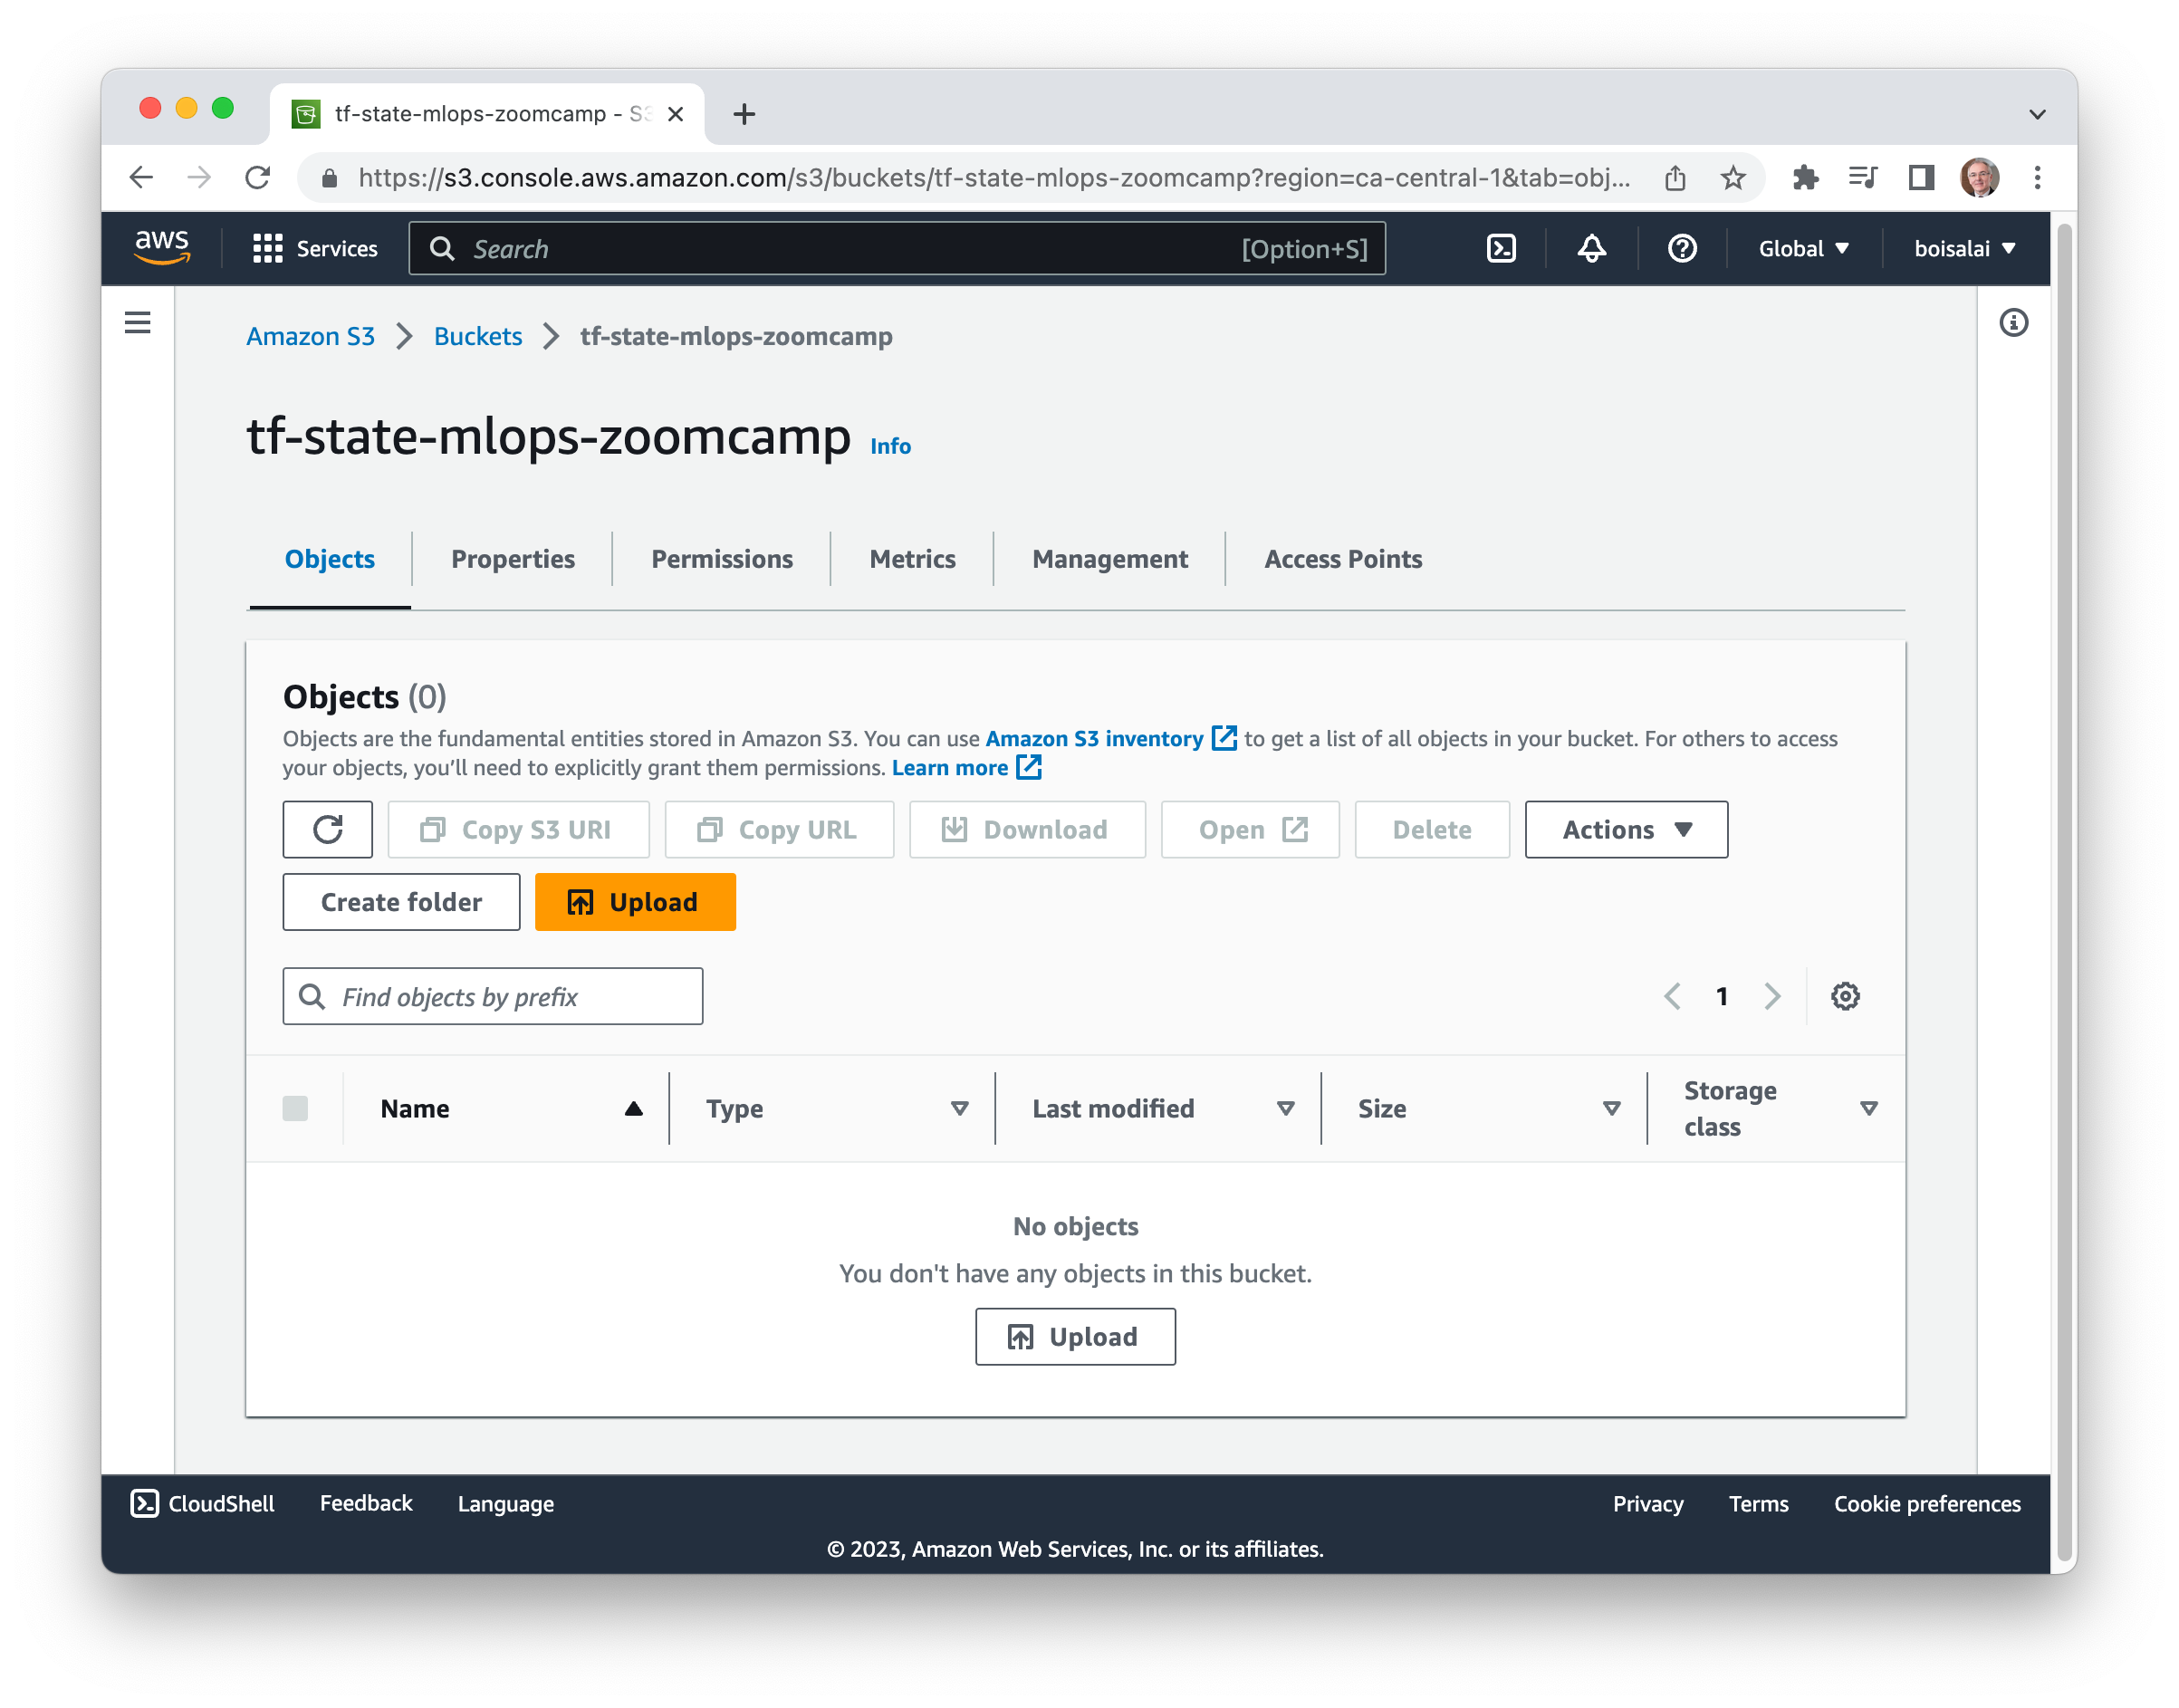 tf-state-mlops-zoomcamp - S3
https://s3.console.aws.amazon.com/s3/buckets/tf-state-mlops-zoomcamp?region=ca-central-1&tab=obj...
aws Services Search [Option+S] Global boisalai
Amazon S3 Buckets tf-state-mlops-zoomcamp
tf-state-mlops-zoomcamp Info
Objects Properties Permissions Metrics Management Access Points
Objects (0)
Objects are the fundamental entities stored in Amazon S3. You can use Amazon S3 inventory to get a list of all objects in your bucket. For others to access
your objects, you’ll need to explicitly grant them permissions. Learn more
Copy S3 URI Copy URL Download Open Delete Actions
Create folder Upload
Find objects by prefix 1
Name Type Last modified Size Storage class
No objects
You don't have any objects in this bucket.
Upload
CloudShell Feedback Language Privacy Terms Cookie preferences
© 2023, Amazon Web Services, Inc. or its affiliates.